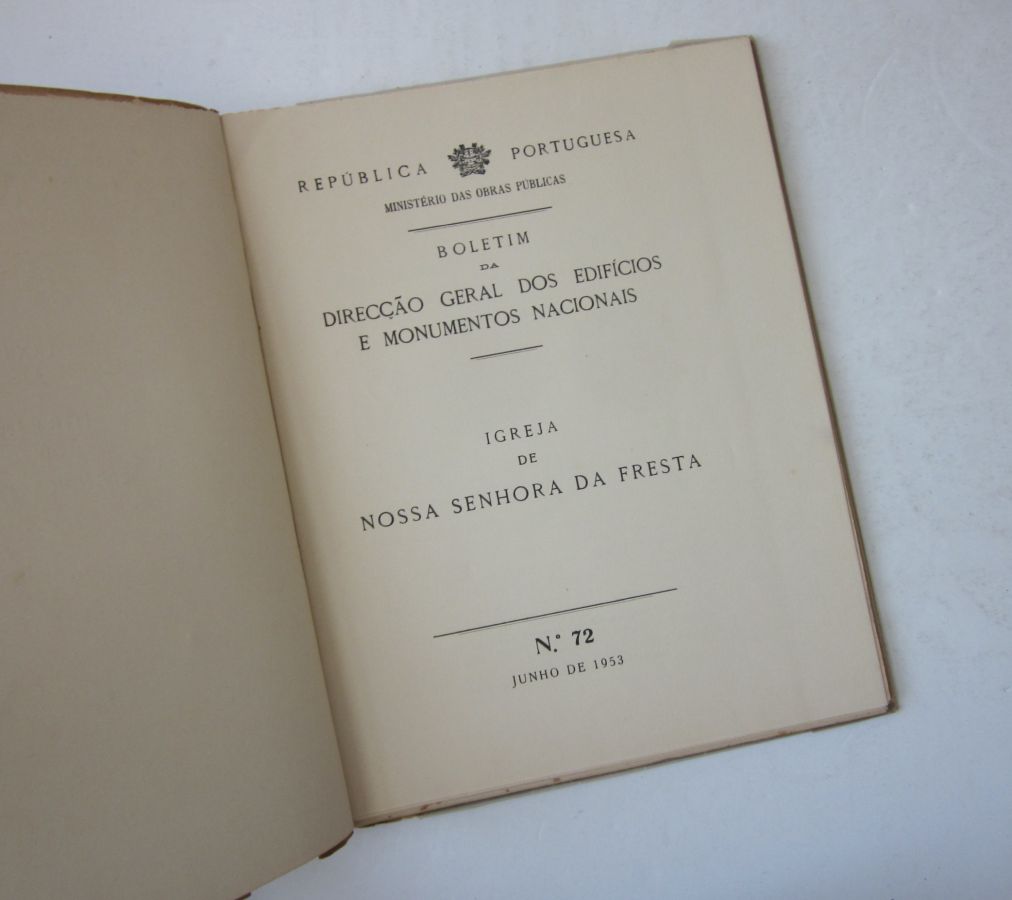 REPÚBLICA PORTUGUESA
MINISTÉRIO DAS OBRAS PÚBLICAS
BOLETIM
DA
DIRECÇÃO GERAL DOS EDIFÍCIOS
E MONUMENTOS NACIONAIS
IGREJA
DE
NOSSA SENHORA DA FRESTA
N.º 72
JUNHO DE 1953